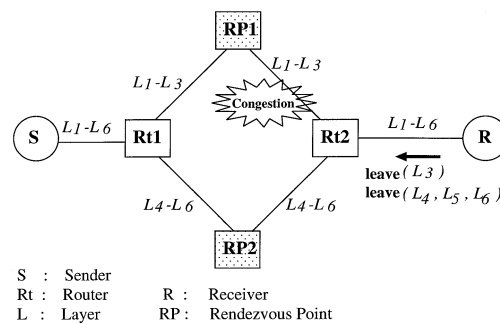 RP1
L1-L3
L1-L3
Congestion
S
L1-L6
Rt1
Rt2
L1-L6
R
leave(L3)
leave(L4, L5, L6)
L4-L6
L4-L6
RP2
S : Sender
Rt : Router R : Receiver
L : Layer RP : Rendezvous Point